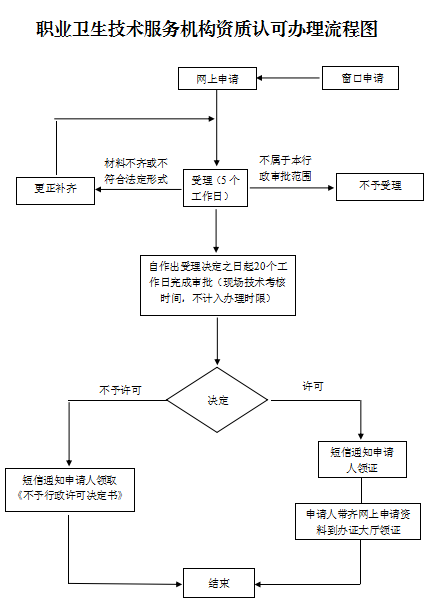 职业卫生技术服务机构资质认可办理流程图
网上申请
窗口申请
材料不齐或不
符合法定形式
不属于本行
政审批范围
更正补齐
受理（5 个
工作日）
不予受理
自作出受理决定之日起20个工
作日完成审批（现场技术考核
时间，不计入办理时限）
不予许可
许可
决定
短信通知申请
人领证
短信通知申请人领取
《不予行政许可决定书》
申请人带齐网上申请资
料到办证大厅领证
结束